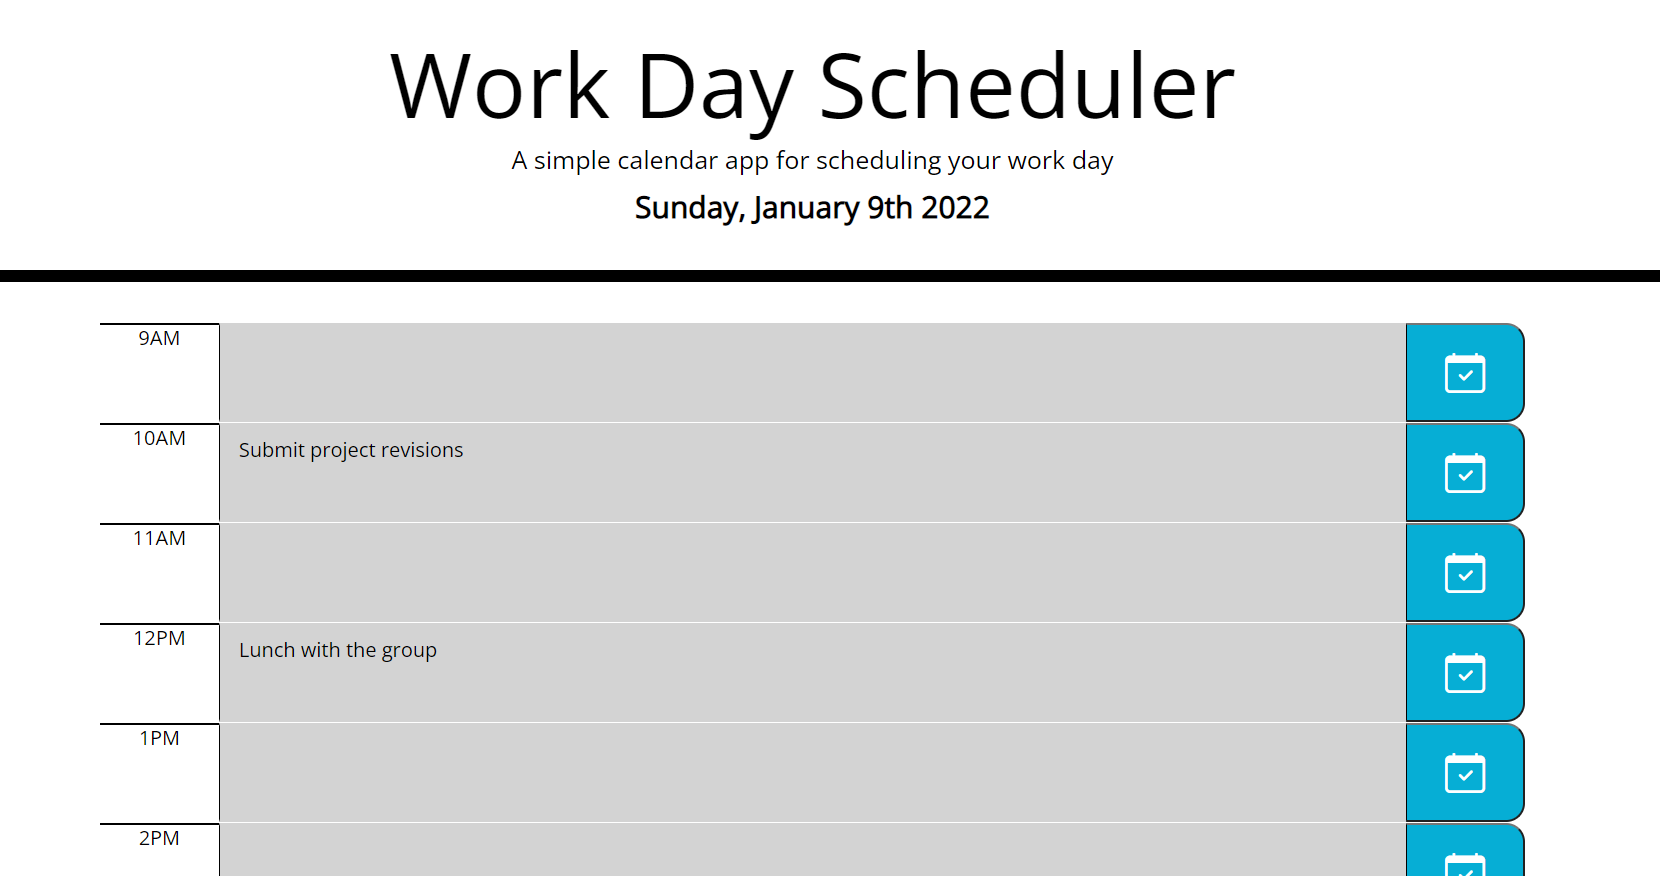 Work Day Scheduler
A simple calendar app for scheduling your work day
Sunday, January 9th 2022
9AM
10AM
Submit project revisions
11AM
12PM
Lunch with the group
1PM
2PM